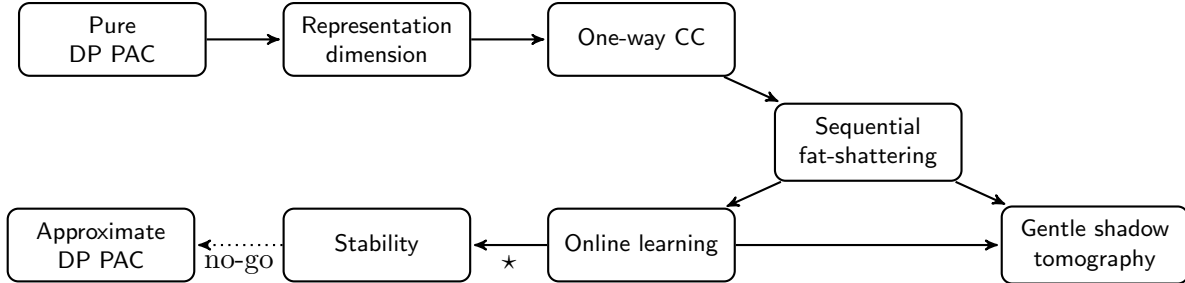 Pure
DP PAC
Representation
dimension
One-way CC
Sequential
fat-shattering
Approximate
DP PAC
no-go
Stability
⋆
Online learning
Gentle shadow
tomography